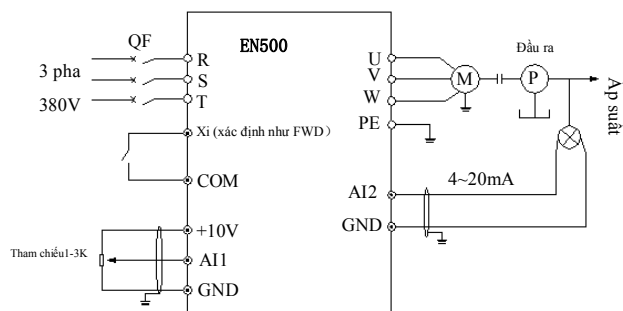 EN500
QF
3 pha
380V
R
S
T
Xi (xác định như FWD)
COM
+10V
AI1
GND
Tham chiếu1-3K
U
V
W
PE
M
P
Đầu ra
Áp suất
AI2
4~20mA
GND